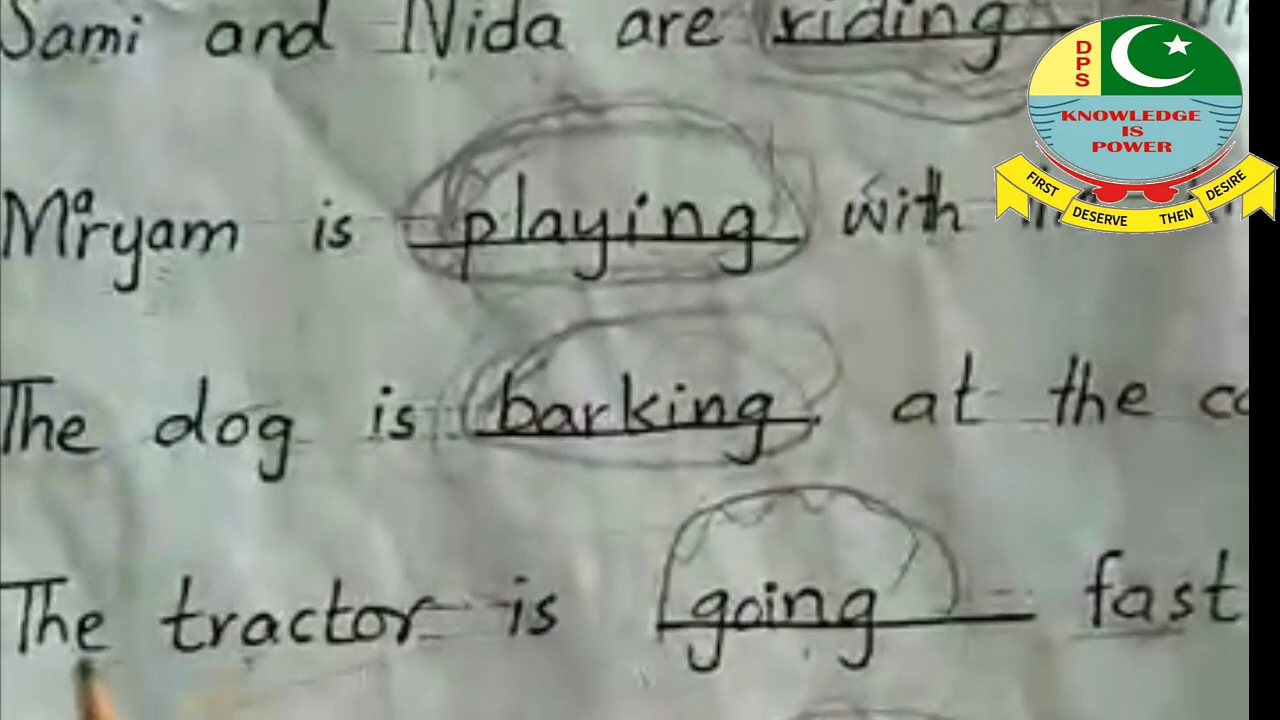 Sami and Nida are riding
Maryam is playing with
The dog is barking at the
The tractor is going fast
DPS
KNOWLEDGE
IS
POWER
FIRST DESERVE THEN DESIRE